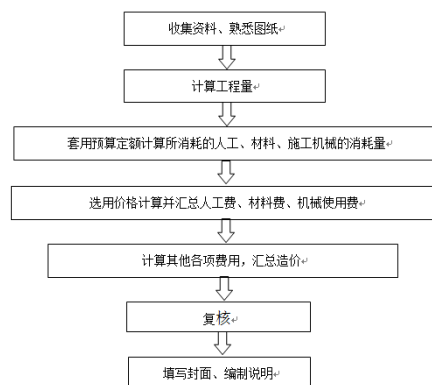 收集资料、熟悉图纸
计算工程量
套用预算定额计算所消耗的人工、材料、施工机械的消耗量
选用价格计算并汇总人工费、材料费、机械使用费
计算其他各项费用，汇总造价
复核
填写封面、编制说明